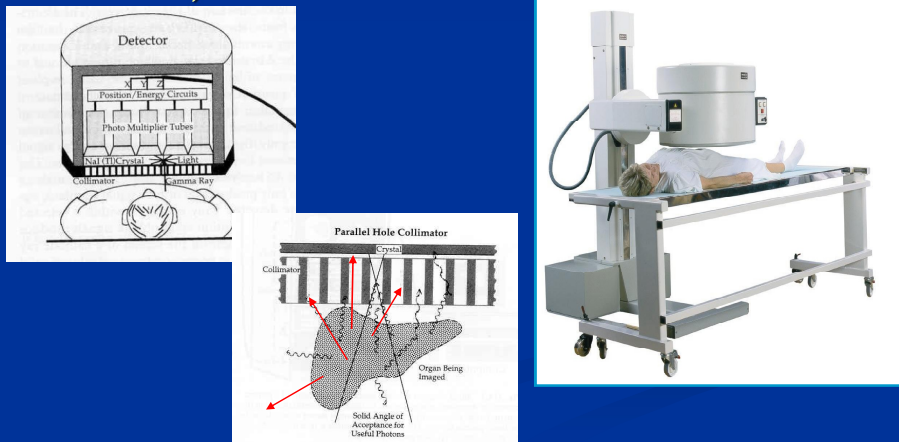 Detector
X Y Z
Position/Energy Circuits
Photo Multiplier Tubes
NaI (Tl)Crystal Light
Collimator Gamma Ray
Parallel Hole Collimator
Crystal
Collimator
Organ Being
Imaged
Solid Angle of
Acceptance for
Useful Photons